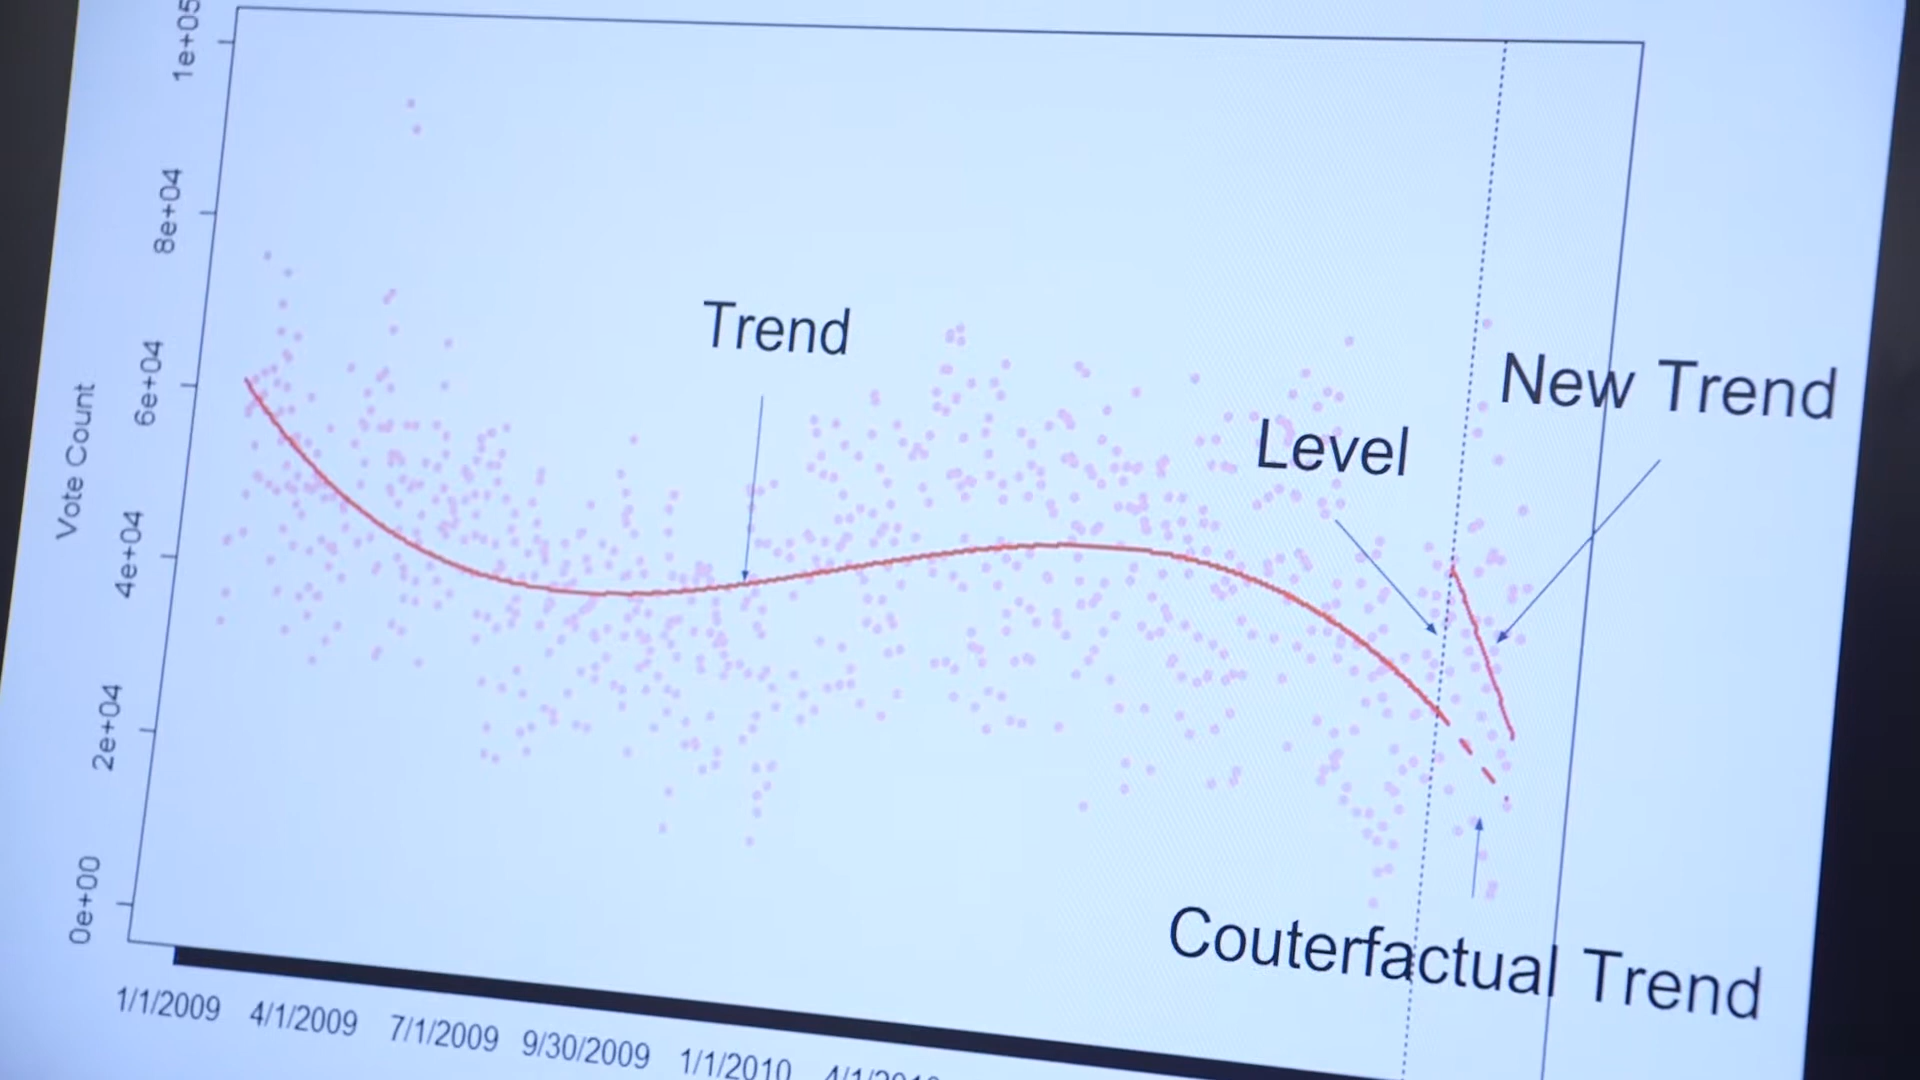 1e+05
8e+04
6e+04
4e+04
2e+04
0e+00
Vote Count
Trend
New Trend
Level
Couterfactual Trend
1/1/2009 4/1/2009 7/1/2009 9/30/2009 1/1/2010